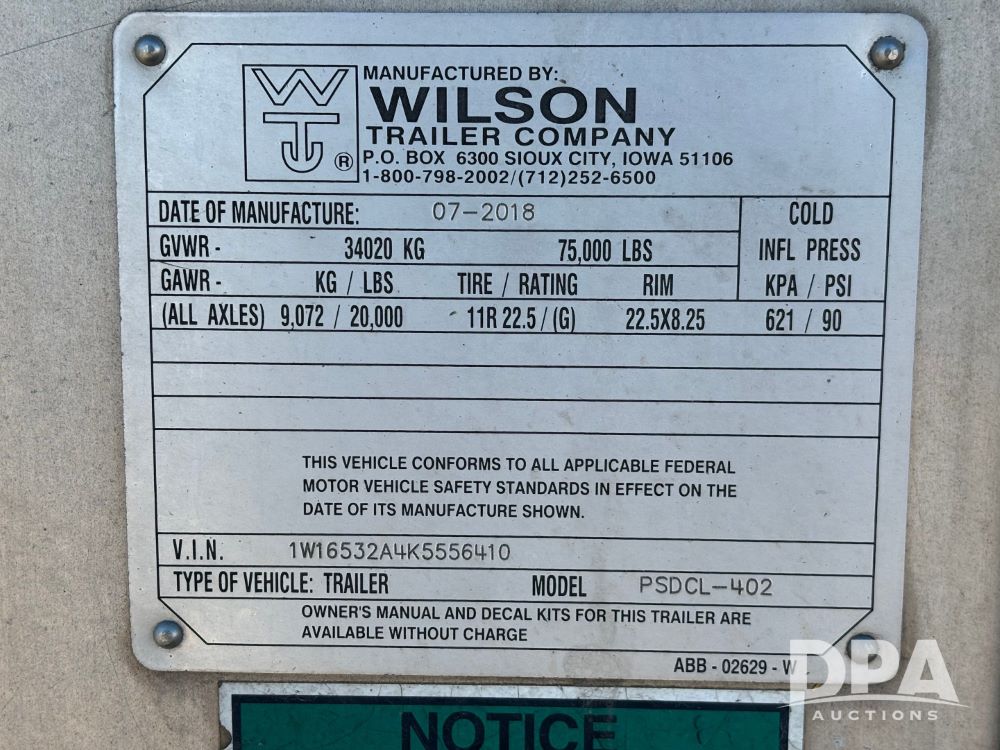 MANUFACTURED BY:
WILSON
TRAILER COMPANY
P.O. BOX 6300 SIOUX CITY, IOWA 51106
1-800-798-2002/(712)252-6500
WT ®
DATE OF MANUFACTURE: 07-2018 COLD
GVWR - 34020 KG 75,000 LBS INFL PRESS
GAWR - KG / LBS TIRE / RATING RIM KPA / PSI
(ALL AXLES) 9,072 / 20,000 11R 22.5 / (G) 22.5X8.25 621 / 90
THIS VEHICLE CONFORMS TO ALL APPLICABLE FEDERAL
MOTOR VEHICLE SAFETY STANDARDS IN EFFECT ON THE
DATE OF ITS MANUFACTURE SHOWN.
V.I.N. 1W16532A4K5556410
TYPE OF VEHICLE: TRAILER MODEL PSDCL-402
OWNER'S MANUAL AND DECAL KITS FOR THIS TRAILER ARE
AVAILABLE WITHOUT CHARGE
ABB - 02629 - W
DPA
AUCTIONS
NOTICE